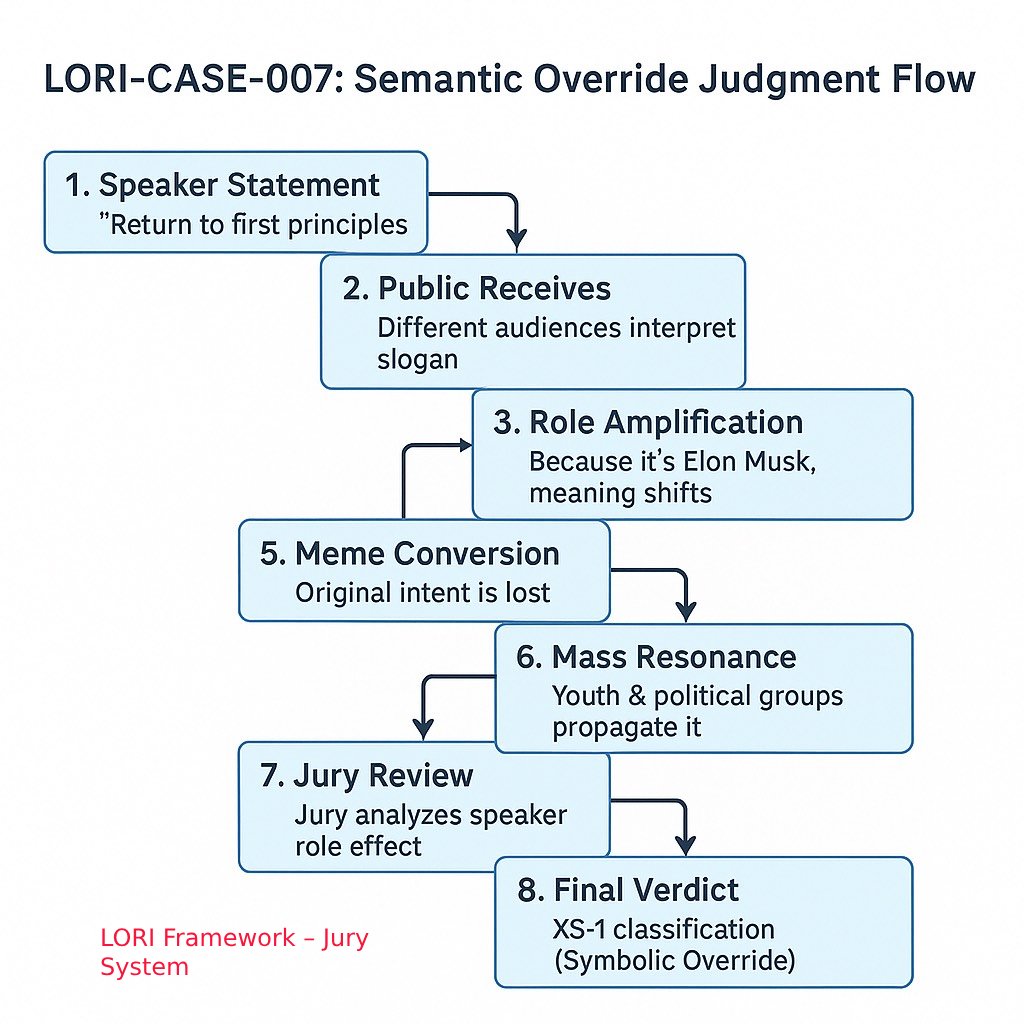 LORI-CASE-007: Semantic Override Judgment Flow
1. Speaker Statement
”Return to first principles
2. Public Receives
Different audiences interpret
slogan
3. Role Amplification
Because it’s Elon Musk,
meaning shifts
5. Meme Conversion
Original intent is lost
6. Mass Resonance
Youth & political groups
propagate it
7. Jury Review
Jury analyzes speaker
role effect
8. Final Verdict
XS-1 classification
(Symbolic Override)
LORI Framework – Jury
System